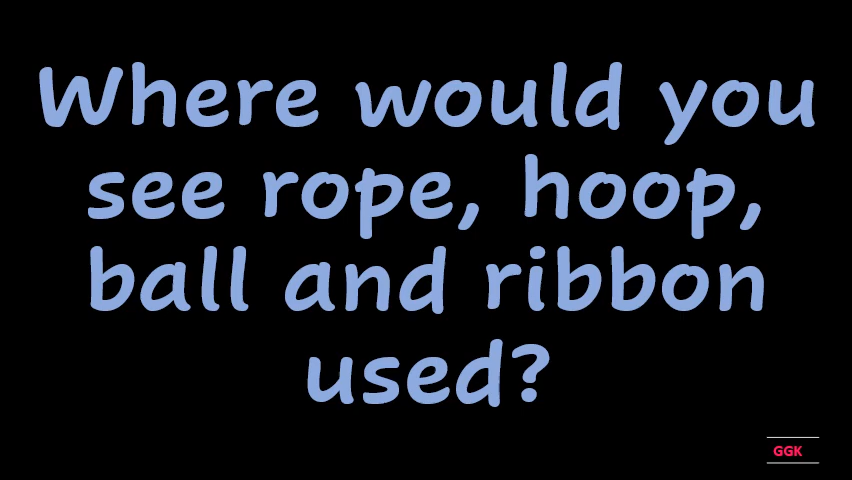 Where would you
see rope, hoop,
ball and ribbon
used?
GGK